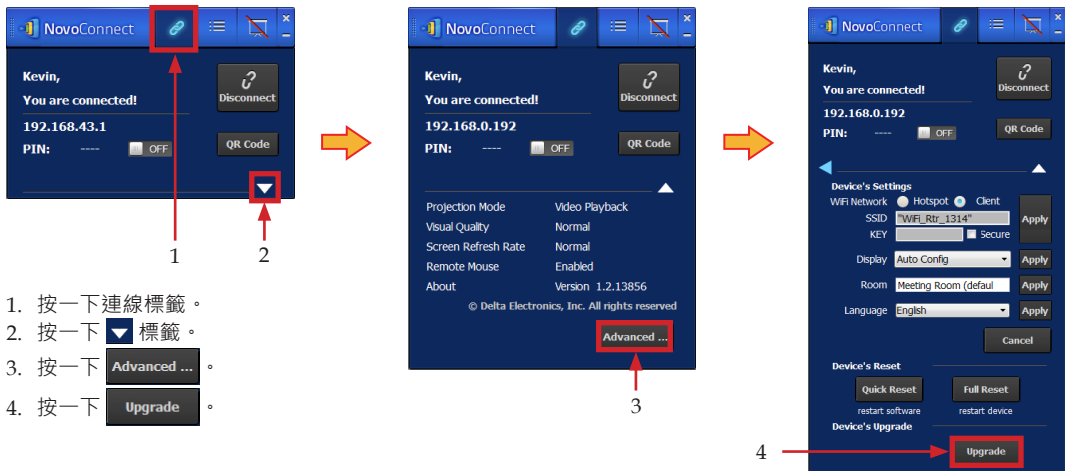 NovoConnect
Kevin,
You are connected!
Disconnect
192.168.43.1
PIN: ---- OFF
QR Code
1
2
1. 按一下連線標籤。
2. 按一下 標籤。
3. 按一下 Advanced ... 。
4. 按一下 Upgrade 。
NovoConnect
Kevin,
You are connected!
Disconnect
192.168.0.192
PIN: ---- OFF
QR Code
Projection Mode Video Playback
Visual Quality Normal
Screen Refresh Rate Normal
Remote Mouse Enabled
About Version 1.2.13856
© Delta Electronics, Inc. All rights reserved
Advanced ...
3
NovoConnect
Kevin,
You are connected!
Disconnect
192.168.0.192
PIN: ---- OFF
QR Code
Device's Settings
WiFi Network Hotspot Client
SSID "WiFi_Rtr_1314" Apply
KEY Secure
Display Auto Config Apply
Room Meeting Room (defaul Apply
Language English Apply
Cancel
Device's Reset
Quick Reset Full Reset
restart software restart device
Device's Upgrade
Upgrade
4